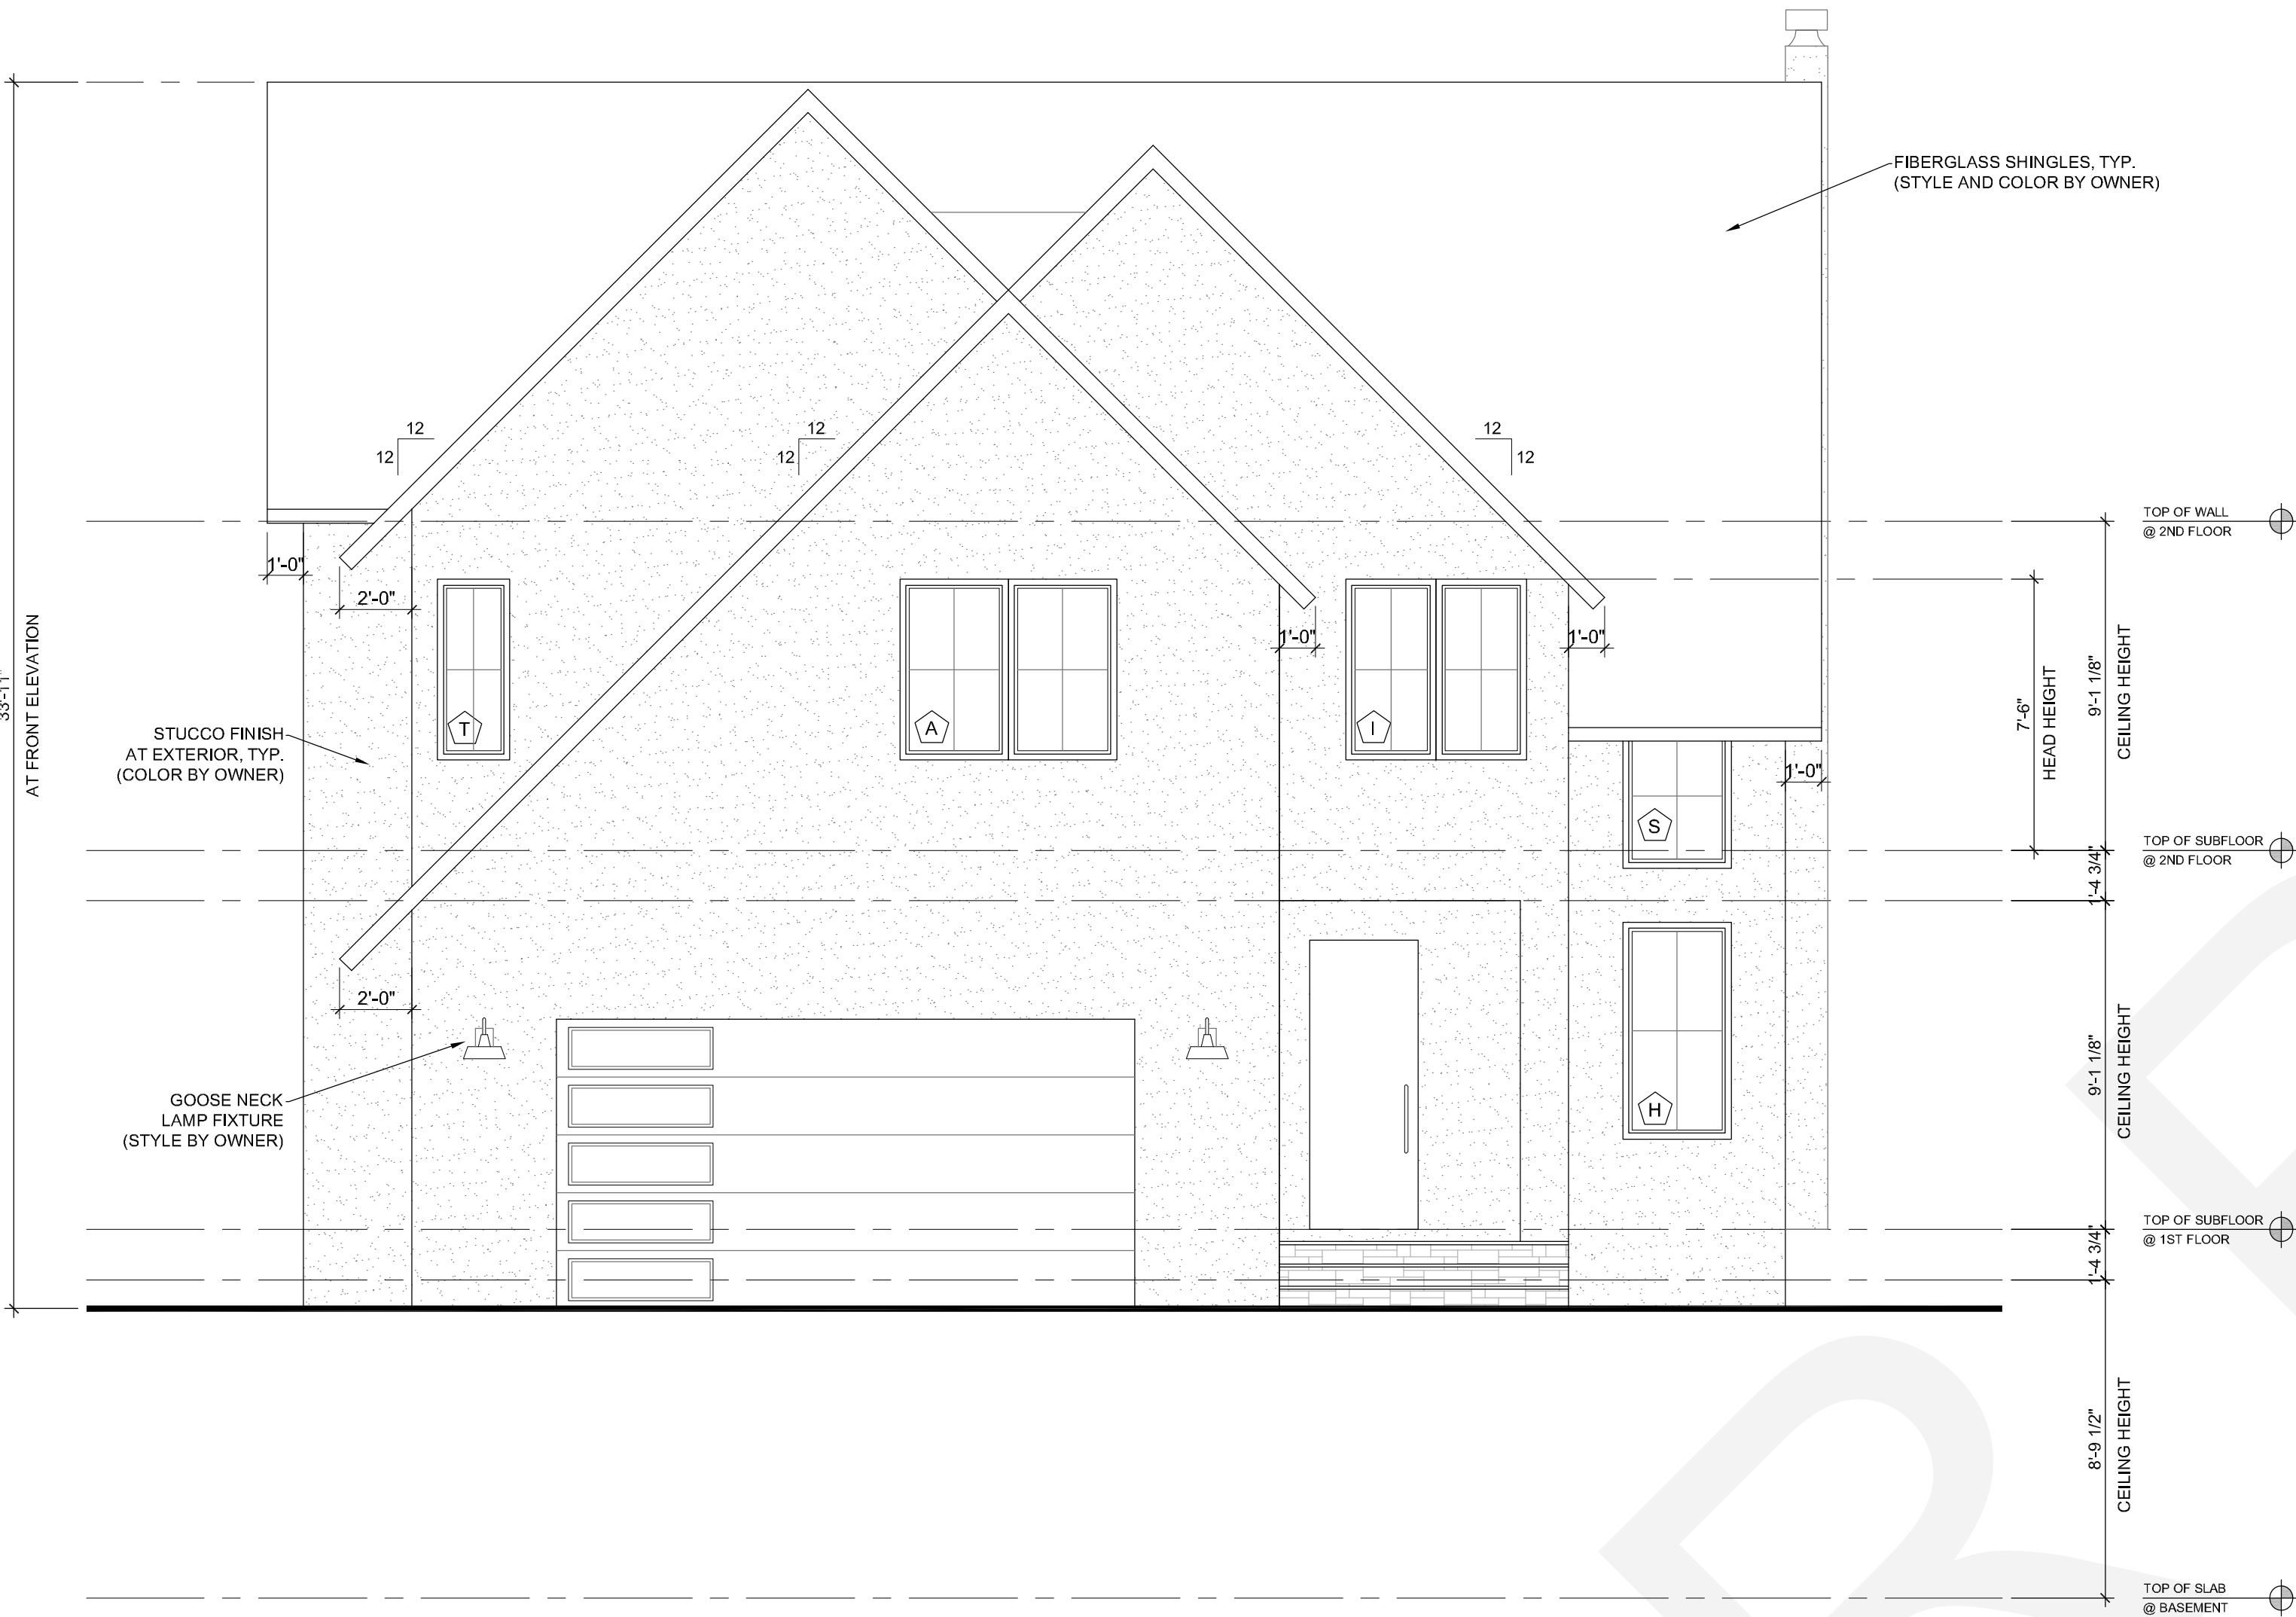 FIBERGLASS SHINGLES, TYP.
(STYLE AND COLOR BY OWNER)
12
12
12
12
12
12
TOP OF WALL
@ 2ND FLOOR
1'-0"
2'-0"
1'-0"
1'-0"
33'-11"
AT FRONT ELEVATION
7'-6"
HEAD HEIGHT
9'-1 1/8"
CEILING HEIGHT
T
A
I
STUCCO FINISH
AT EXTERIOR, TYP.
(COLOR BY OWNER)
1'-0"
S
TOP OF SUBFLOOR
@ 2ND FLOOR
1'-4 3/4"
2'-0"
9'-1 1/8"
CEILING HEIGHT
GOOSE NECK
LAMP FIXTURE
(STYLE BY OWNER)
H
TOP OF SUBFLOOR
@ 1ST FLOOR
1'-4 3/4"
8'-9 1/2"
CEILING HEIGHT
TOP OF SLAB
@ BASEMENT